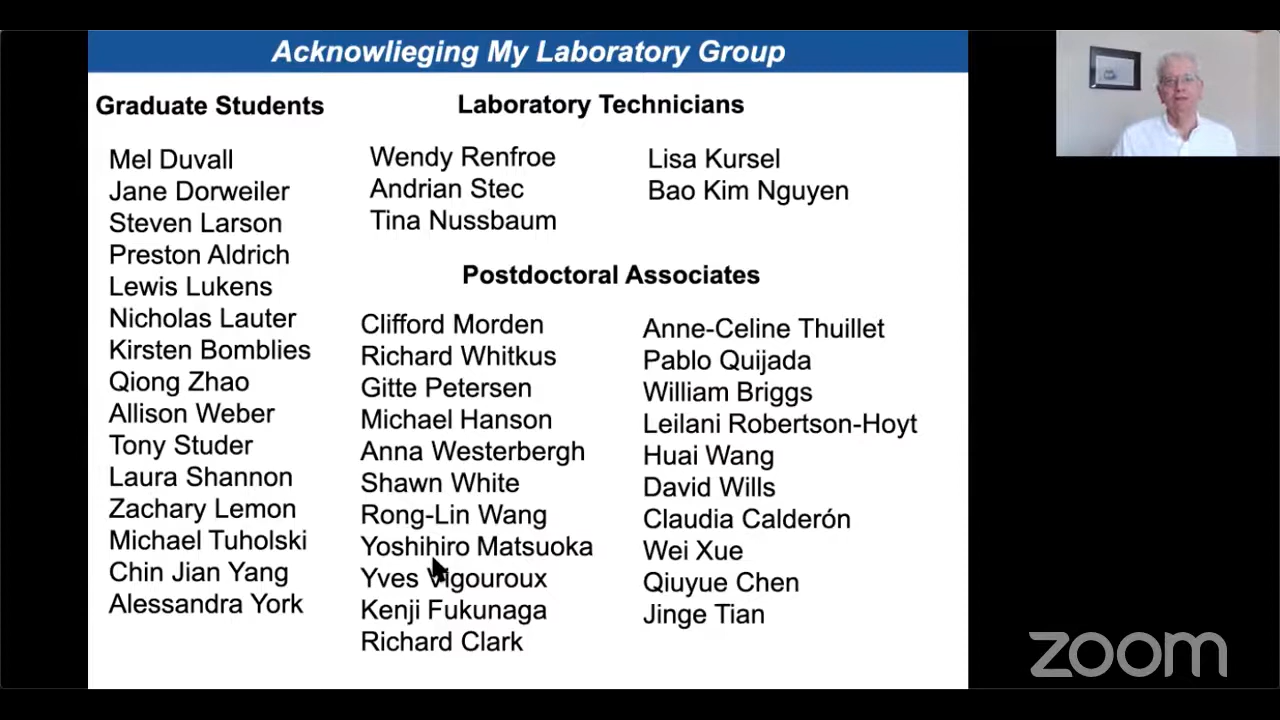 Acknowlieging My Laboratory Group
Graduate Students
Mel Duvall
Jane Dorweiler
Steven Larson
Preston Aldrich
Lewis Lukens
Nicholas Lauter
Kirsten Bomblies
Qiong Zhao
Allison Weber
Tony Studer
Laura Shannon
Zachary Lemon
Michael Tuholski
Chin Jian Yang
Alessandra York
Laboratory Technicians
Wendy Renfroe
Andrian Stec
Tina Nussbaum
Lisa Kursel
Bao Kim Nguyen
Postdoctoral Associates
Clifford Morden
Richard Whitkus
Gitte Petersen
Michael Hanson
Anna Westerbergh
Shawn White
Rong-Lin Wang
Yoshihiro Matsuoka
Yves Vigouroux
Kenji Fukunaga
Richard Clark
Anne-Celine Thuillet
Pablo Quijada
William Briggs
Leilani Robertson-Hoyt
Huai Wang
David Wills
Claudia Calderón
Wei Xue
Qiuyue Chen
Jinge Tian
zoom